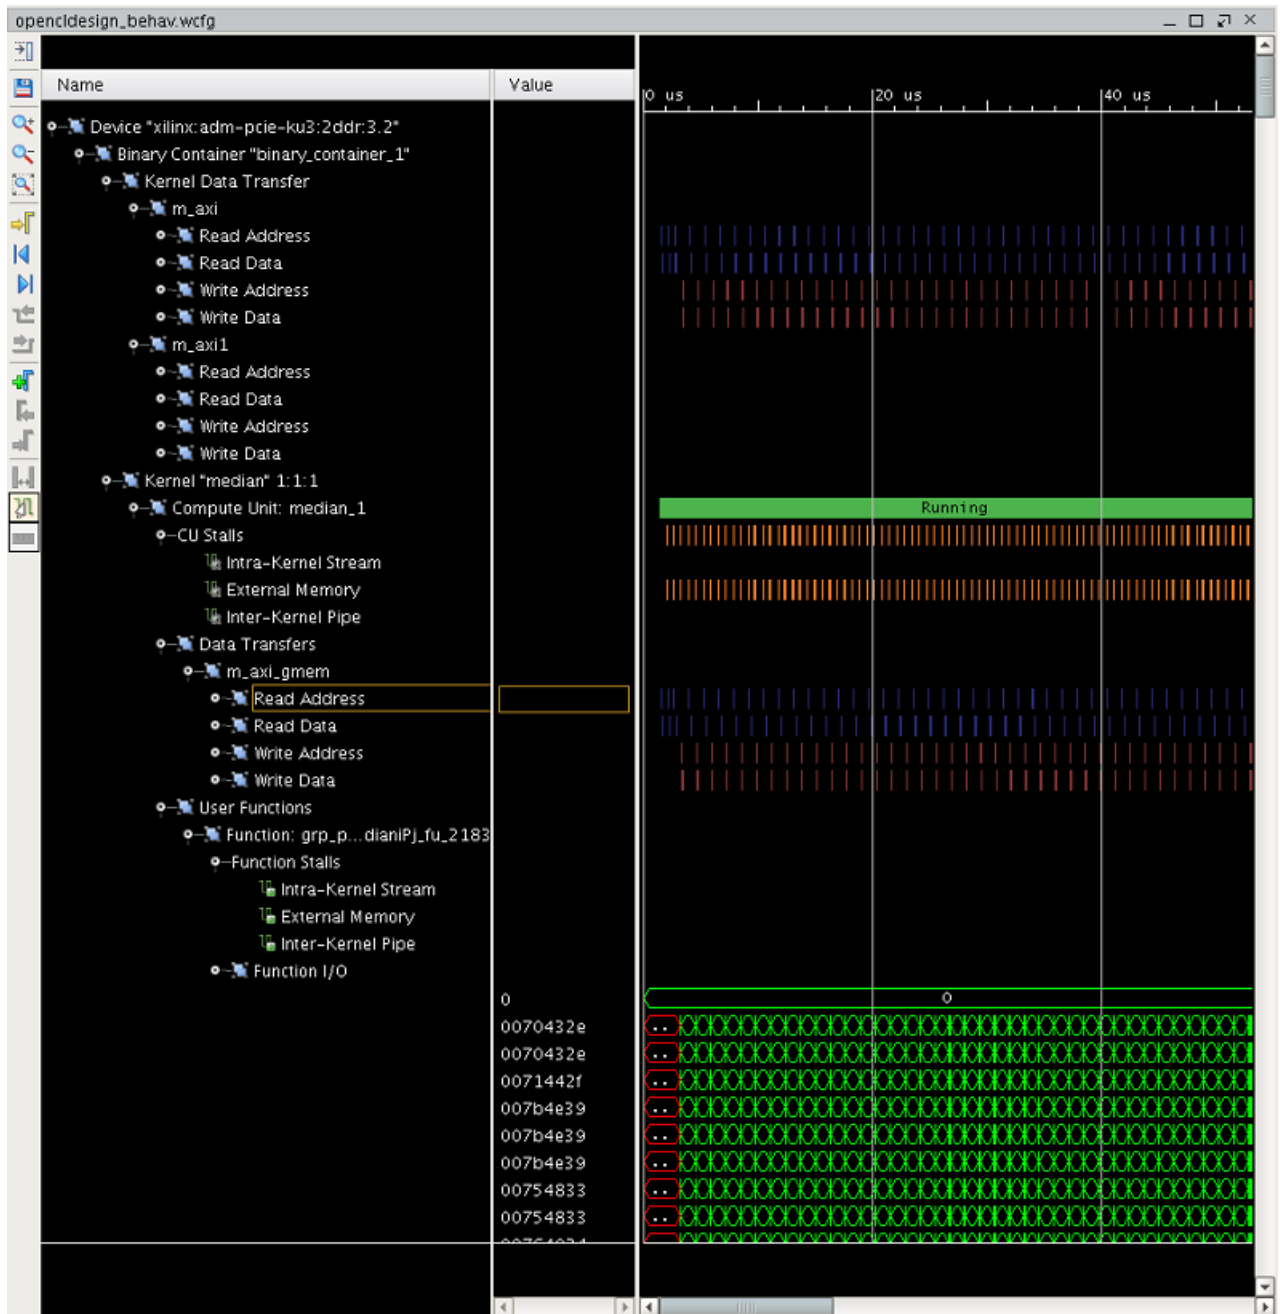 opencldesign_behav.wcfg
Name Value
0 us 20 us 40 us
Device "xilinx:adm-pcie-ku3:2ddr:3.2"
Binary Container "binary_container_1"
Kernel Data Transfer
m_axi
Read Address
Read Data
Write Address
Write Data
m_axi1
Read Address
Read Data
Write Address
Write Data
Kernel "median" 1:1:1
Compute Unit: median_1 Running
CU Stalls
Intra-Kernel Stream
External Memory
Inter-Kernel Pipe
Data Transfers
m_axi_gmem
Read Address
Read Data
Write Address
Write Data
User Functions
Function: grp_p...dianiPj_fu_2183
Function Stalls
Intra-Kernel Stream
External Memory
Inter-Kernel Pipe
Function I/O
0 0
0070432e ..
0070432e ..
0071442f ..
007b4e39 ..
007b4e39 ..
007b4e39 ..
00754833 ..
00754833 ..